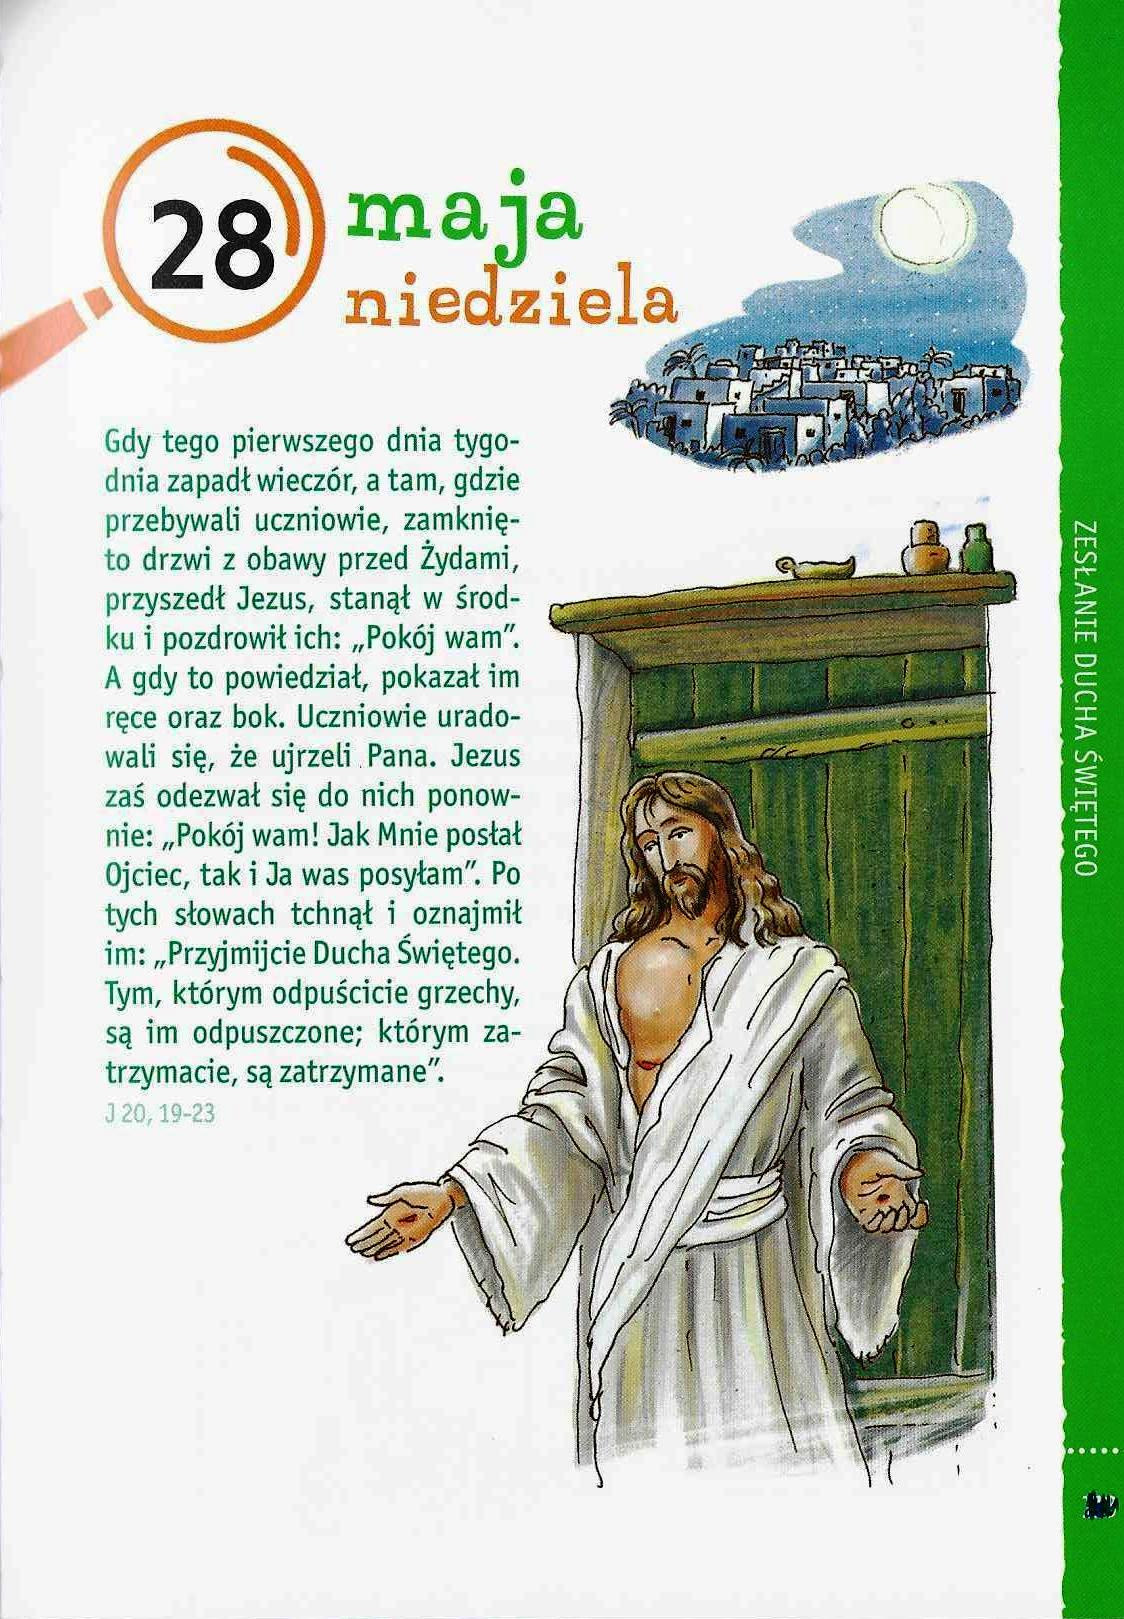 28
maja
niedziela
Gdy tego pierwszego dnia tygo-
dnia zapadł wieczór, a tam, gdzie
przebywali uczniowie, zamknię-
to drzwi z obawy przed Żydami,
przyszedł Jezus, stanął w środ-
ku i pozdrowił ich: „Pokój wam”.
A gdy to powiedział, pokazał im
ręce oraz bok. Uczniowie urado-
wali się, że ujrzeli Pana. Jezus
zaś odezwał się do nich ponow-
nie: „Pokój wam! Jak Mnie posłał
Ojciec, tak i Ja was posyłam”. Po
tych słowach tchnął i oznajmił
im: „Przyjmijcie Ducha Świętego.
Tym, którym odpuścicie grzechy,
są im odpuszczone; którym za-
trzymacie, są zatrzymane”.
J 20, 19-23
ZESŁANIE DUCHA ŚWIĘTEGO